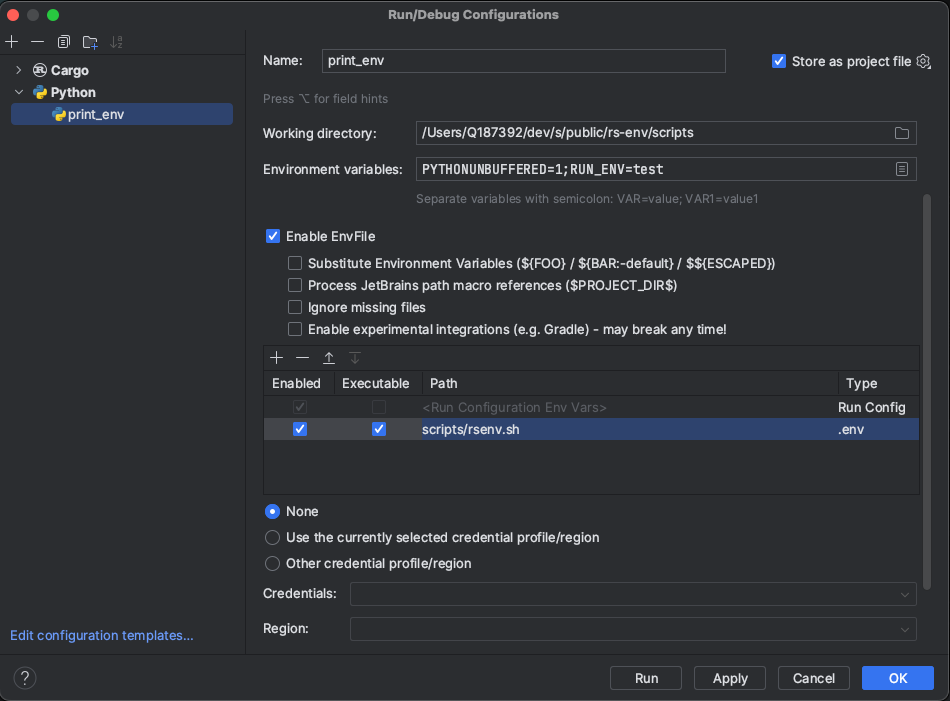 Run/Debug Configurations
Cargo
Python
print_env
Name: print_env
Store as project file
Press ⌥ for field hints
Working directory: /Users/Q187392/dev/s/public/rs-env/scripts
Environment variables: PYTHONUNBUFFERED=1;RUN_ENV=test
Separate variables with semicolon: VAR=value; VAR1=value1
Enable EnvFile
Substitute Environment Variables (${FOO} / ${BAR:-default} / $${ESCAPED})
Process JetBrains path macro references ($PROJECT_DIR$)
Ignore missing files
Enable experimental integrations (e.g. Gradle) - may break any time!
Enabled Executable Path Type
<Run Configuration Env Vars> Run Config
scripts/rsenv.sh .env
None
Use the currently selected credential profile/region
Other credential profile/region
Credentials:
Region:
Edit configuration templates...
? Run Apply Cancel OK